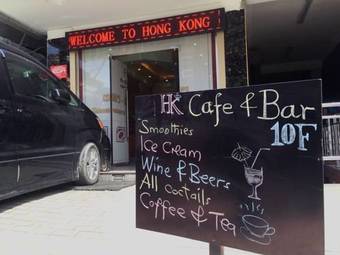 WELCOME TO HONG KONG
HK Cafe & Bar
10F
Smoothies
Ice Cream
Wine & Beers
All Coctails
Coffee & Tea